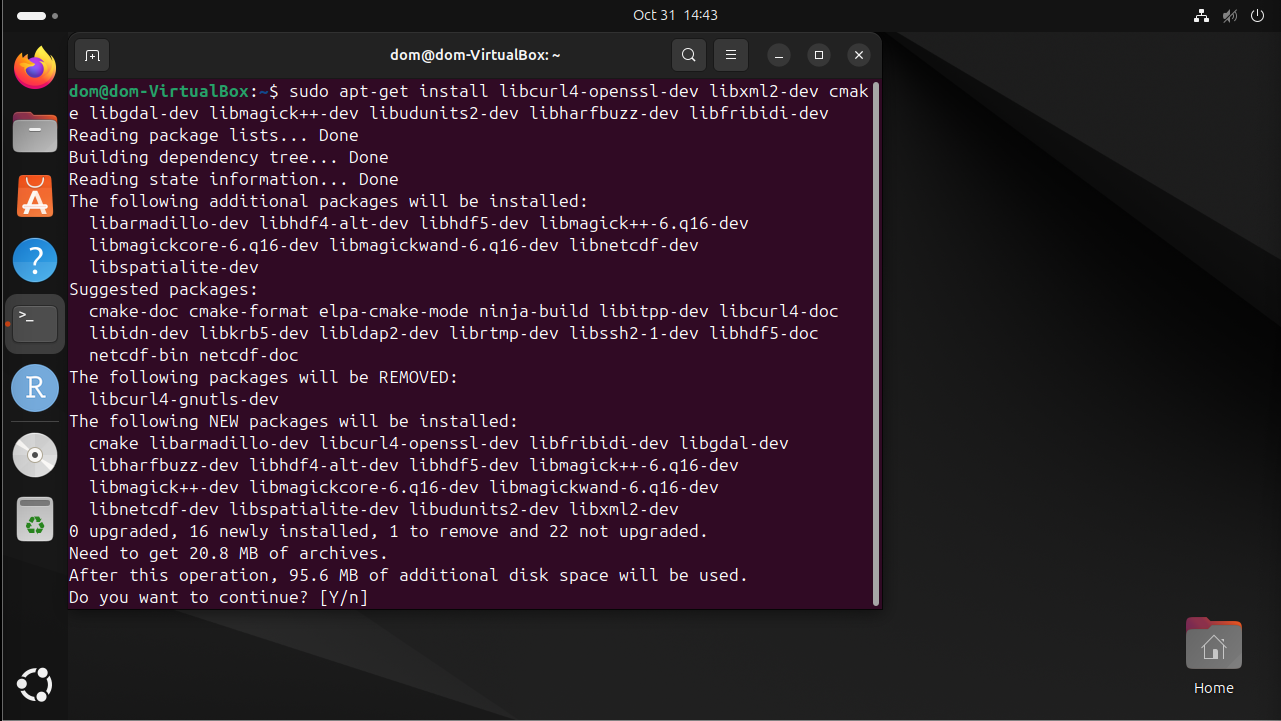 Oct 31 14:43
dom@dom-VirtualBox: ~
dom@dom-VirtualBox:~$ sudo apt-get install libcurl4-openssl-dev libxml2-dev cmak
e libgdal-dev libmagick++-dev libudunits2-dev libharfbuzz-dev libfribidi-dev
Reading package lists... Done
Building dependency tree... Done
Reading state information... Done
The following additional packages will be installed:
libarmadillo-dev libhdf4-alt-dev libhdf5-dev libmagick++-6.q16-dev
libmagickcore-6.q16-dev libmagickwand-6.q16-dev libnetcdf-dev
libspatialite-dev
Suggested packages:
cmake-doc cmake-format elpa-cmake-mode ninja-build libitpp-dev libcurl4-doc
libidn-dev libkrb5-dev libldap2-dev librtmp-dev libssh2-1-dev libhdf5-doc
netcdf-bin netcdf-doc
The following packages will be REMOVED:
libcurl4-gnutls-dev
The following NEW packages will be installed:
cmake libarmadillo-dev libcurl4-openssl-dev libfribidi-dev libgdal-dev
libharfbuzz-dev libhdf4-alt-dev libhdf5-dev libmagick++-6.q16-dev
libmagick++-dev libmagickcore-6.q16-dev libmagickwand-6.q16-dev
libnetcdf-dev libspatialite-dev libudunits2-dev libxml2-dev
0 upgraded, 16 newly installed, 1 to remove and 22 not upgraded.
Need to get 20.8 MB of archives.
After this operation, 95.6 MB of additional disk space will be used.
Do you want to continue? [Y/n]
?
>_
R
Home